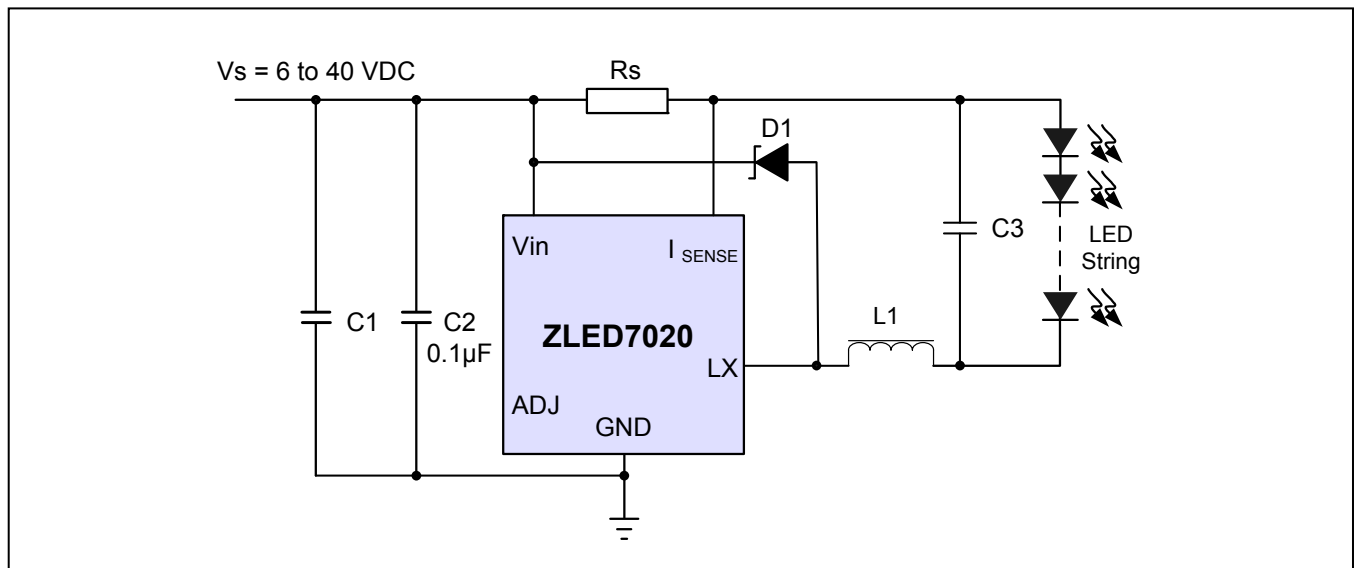 Vs = 6 to 40 VDC
Rs
D1
Vin
I SENSE
C3
LED
String
C1
C2
0.1µF
ZLED7020
L1
LX
ADJ
GND